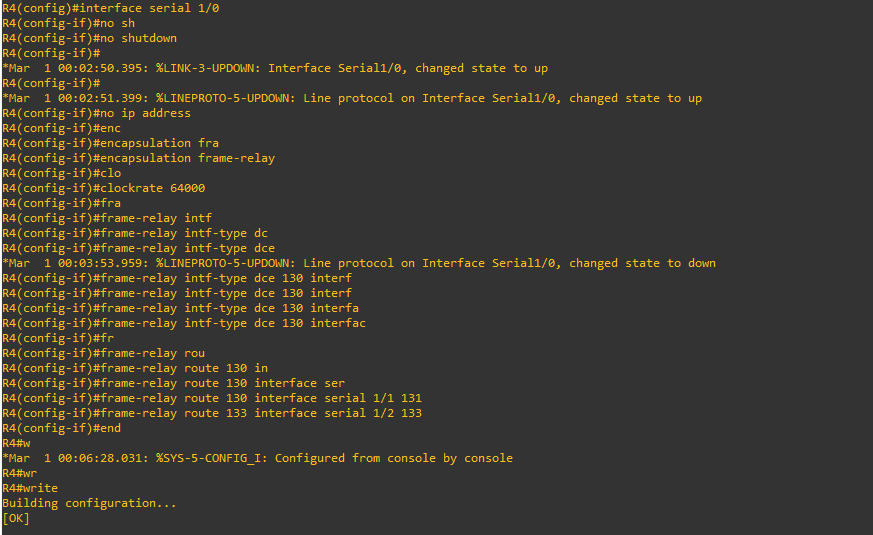 R4(config)#interface serial 1/0
R4(config-if)#no sh
R4(config-if)#no shutdown
R4(config-if)#
*Mar  1 00:02:50.395: %LINK-3-UPDOWN: Interface Serial1/0, changed state to up
R4(config-if)#
*Mar  1 00:02:51.399: %LINEPROTO-5-UPDOWN: Line protocol on Interface Serial1/0, changed state to up
R4(config-if)#no ip address
R4(config-if)#enc
R4(config-if)#encapsulation fra
R4(config-if)#encapsulation frame-relay
R4(config-if)#clo
R4(config-if)#clockrate 64000
R4(config-if)#fra
R4(config-if)#frame-relay intf
R4(config-if)#frame-relay intf-type dc
R4(config-if)#frame-relay intf-type dce
*Mar  1 00:03:53.959: %LINEPROTO-5-UPDOWN: Line protocol on Interface Serial1/0, changed state to down
R4(config-if)#frame-relay intf-type dce 130 interf
R4(config-if)#frame-relay intf-type dce 130 interf
R4(config-if)#frame-relay intf-type dce 130 interfa
R4(config-if)#frame-relay intf-type dce 130 interfac
R4(config-if)#fr
R4(config-if)#frame-relay rou
R4(config-if)#frame-relay route 130 in
R4(config-if)#frame-relay route 130 interface ser
R4(config-if)#frame-relay route 130 interface serial 1/1 131
R4(config-if)#frame-relay route 133 interface serial 1/2 133
R4(config-if)#end
R4#w
*Mar  1 00:06:28.031: %SYS-5-CONFIG_I: Configured from console by console
R4#wr
R4#write
Building configuration...
[OK]